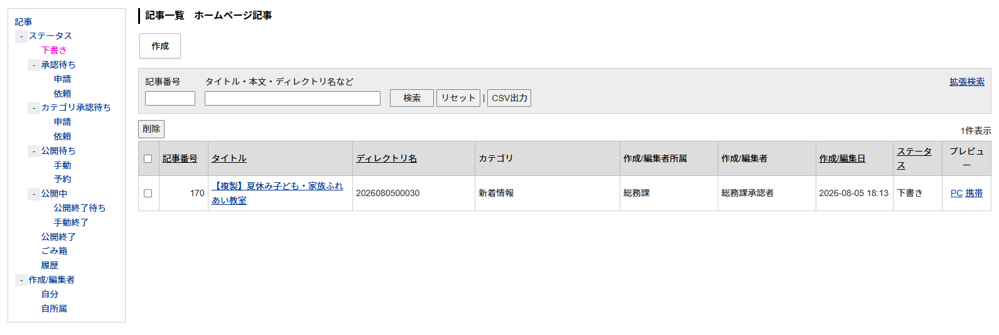 記事
- ステータス
下書き
- 承認待ち
申請
依頼
- カテゴリ承認待ち
申請
依頼
- 公開待ち
手動
予約
- 公開中
公開終了待ち
手動終了
公開終了
ごみ箱
履歴
- 作成/編集者
自分
自所属
記事一覧　ホームページ記事
作成
記事番号 タイトル・本文・ディレクトリ名など 拡張検索
検索 リセット | CSV出力
削除 1件表示
記事番号 タイトル ディレクトリ名 カテゴリ 作成/編集者所属 作成/編集者 作成/編集日 ステータ
ス プレビュ
ー
170 【複製】夏休み子ども・家族ふれ
あい教室 2026080500030 新着情報 総務課 総務課承認者 2026-08-05 18:13 下書き PC 携帯